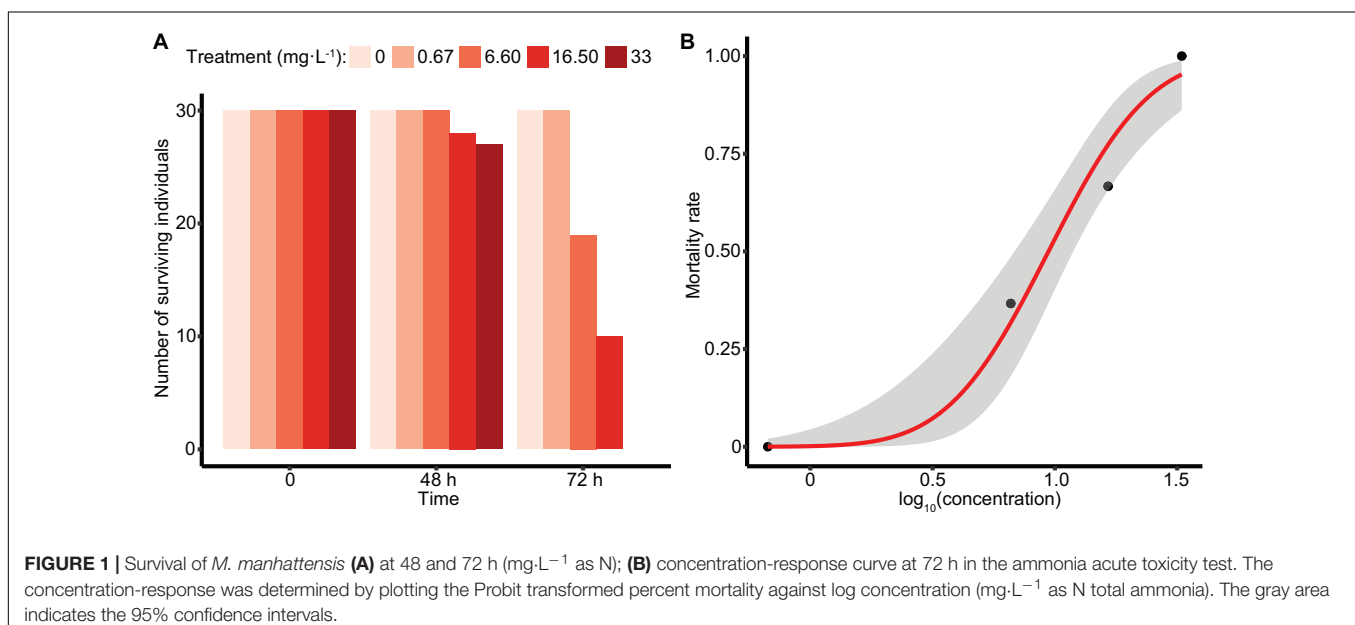 A
Treatment (mg·L-1): 0 0.67 6.60 16.50 33
Number of surviving individuals
30
20
10
0
0 48 h 72 h
Time
B
Mortality rate
1.00
0.75
0.50
0.25
0
0 0.5 1.0 1.5
log10(concentration)
FIGURE 1 | Survival of M. manhattensis (A) at 48 and 72 h (mg·L−1 as N); (B) concentration-response curve at 72 h in the ammonia acute toxicity test. The
concentration-response was determined by plotting the Probit transformed percent mortality against log concentration (mg·L−1 as N total ammonia). The gray area
indicates the 95% confidence intervals.